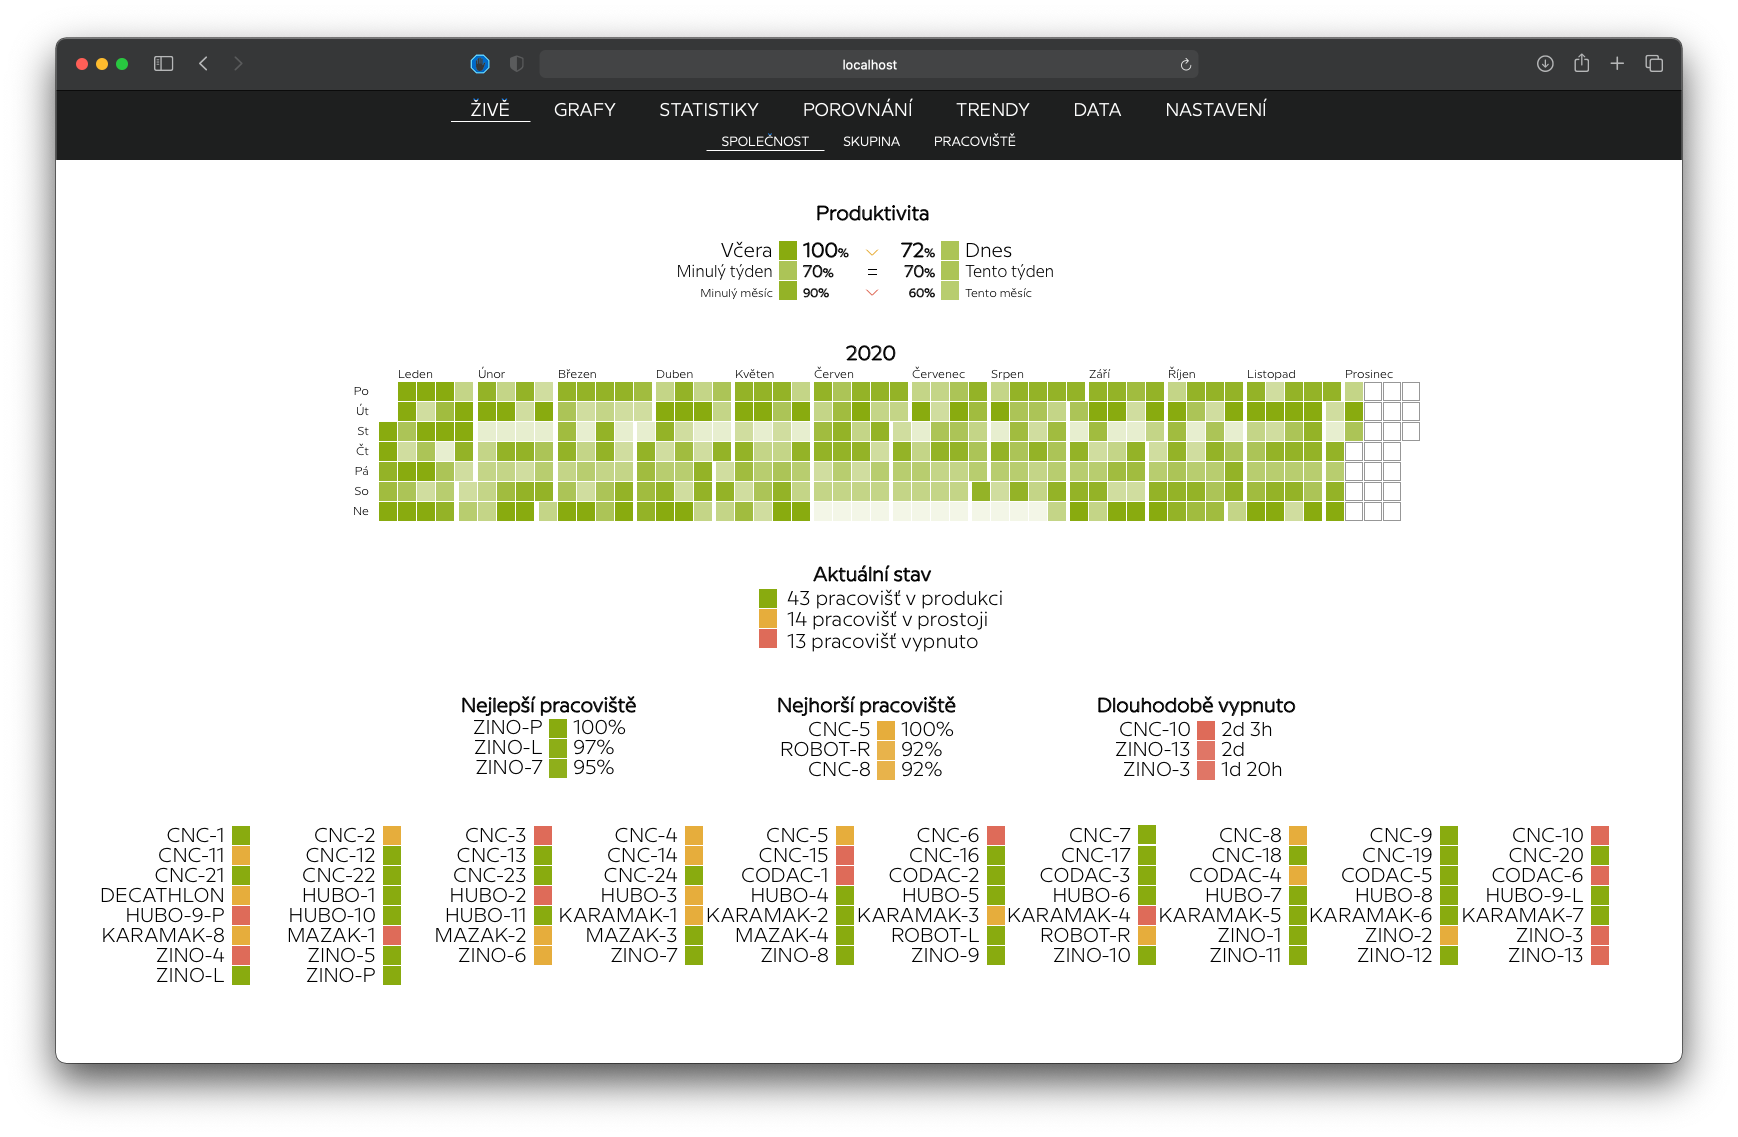 localhost
ŽIVĚ GRAFY STATISTIKY POROVNÁNÍ TRENDY DATA NASTAVENÍ
SPOLEČNOST SKUPINA PRACOVIŠTĚ
Produktivita
Včera 100% 72% Dnes
Minulý týden 70% = 70% Tento týden
Minulý měsíc 90% 60% Tento měsíc
2020
Leden Únor Březen Duben Květen Červen Červenec Srpen Září Říjen Listopad Prosinec
Po
Út
St
Čt
Pá
So
Ne
Aktuální stav
43 pracovišť v produkci
14 pracovišť v prostoji
13 pracovišť vypnuto
Nejlepší pracoviště Nejhorší pracoviště Dlouhodobě vypnuto
ZINO-P 100% CNC-5 100% CNC-10 2d 3h
ZINO-L 97% ROBOT-R 92% ZINO-13 2d
ZINO-7 95% CNC-8 92% ZINO-3 1d 20h
CNC-1 CNC-2 CNC-3 CNC-4 CNC-5 CNC-6 CNC-7 CNC-8 CNC-9 CNC-10
CNC-11 CNC-12 CNC-13 CNC-14 CNC-15 CNC-16 CNC-17 CNC-18 CNC-19 CNC-20
CNC-21 CNC-22 CNC-23 CNC-24 CODAC-1 CODAC-2 CODAC-3 CODAC-4 CODAC-5 CODAC-6
DECATHLON HUBO-1 HUBO-2 HUBO-3 HUBO-4 HUBO-5 HUBO-6 HUBO-7 HUBO-8 HUBO-9-L
HUBO-9-P HUBO-10 HUBO-11 KARAMAK-1 KARAMAK-2 KARAMAK-3 KARAMAK-4 KARAMAK-5 KARAMAK-6 KARAMAK-7
KARAMAK-8 MAZAK-1 MAZAK-2 MAZAK-3 MAZAK-4 ROBOT-L ROBOT-R ZINO-1 ZINO-2 ZINO-3
ZINO-4 ZINO-5 ZINO-6 ZINO-7 ZINO-8 ZINO-9 ZINO-10 ZINO-11 ZINO-12 ZINO-13
ZINO-L ZINO-P